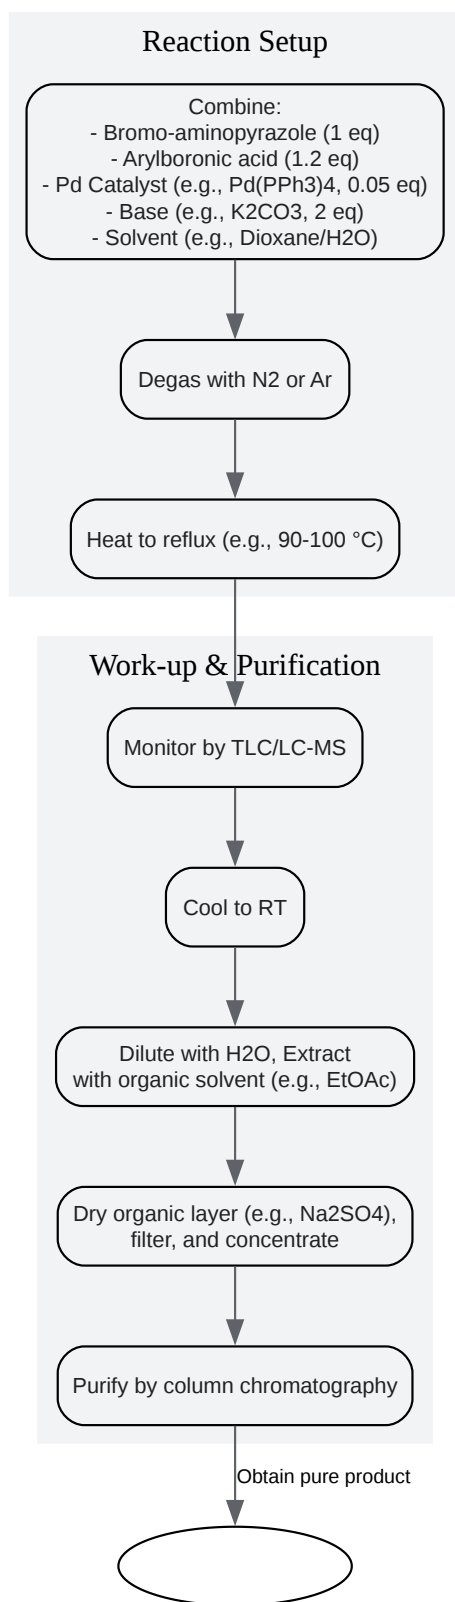 Reaction Setup
Combine:
- Bromo-aminopyrazole (1 eq)
- Arylboronic acid (1.2 eq)
- Pd Catalyst (e.g., Pd(PPh3)4, 0.05 eq)
- Base (e.g., K2CO3, 2 eq)
- Solvent (e.g., Dioxane/H2O)
Degas with N2 or Ar
Heat to reflux (e.g., 90-100 °C)
Work-up & Purification
Monitor by TLC/LC-MS
Cool to RT
Dilute with H2O, Extract
with organic solvent (e.g., EtOAc)
Dry organic layer (e.g., Na2SO4),
filter, and concentrate
Purify by column chromatography
Obtain pure product